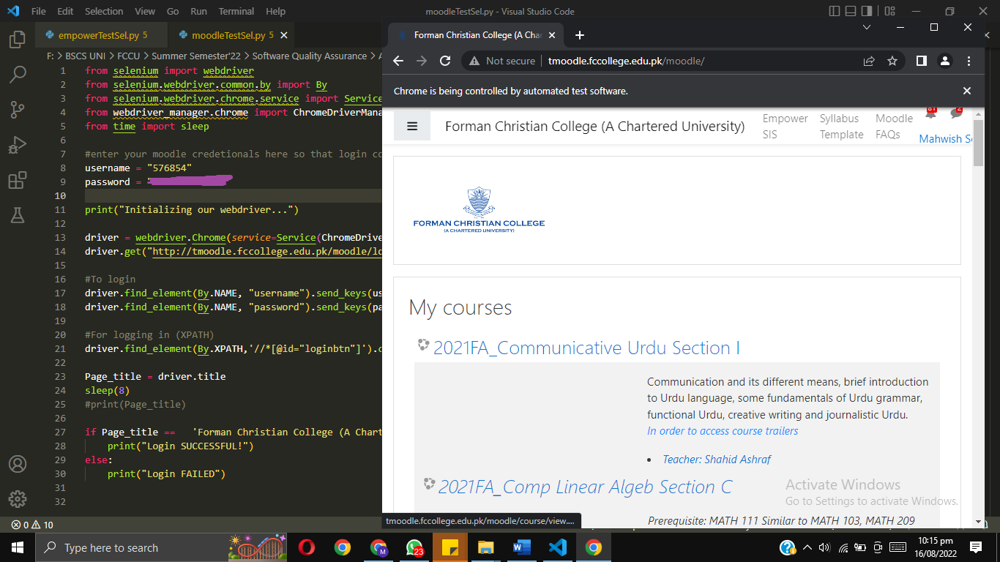 File Edit Selection View Go Run Terminal Help
moodleTestSel.py - Visual Studio Code
empowerTestSel.py 5
moodleTestSel.py 5
F: > BSCS UNI > FCCU > Summer Semester'22 > Software Quality Assurance > A
1 from selenium import webdriver
2 from selenium.webdriver.common.by import By
3 from selenium.webdriver.chrome.service import Service
4 from webdriver_manager.chrome import ChromeDriverMana
5 from time import sleep
6
7 #enter your moodle credetionals here so that login co
8 username = "576854"
9 password = "
10
11 print("Initializing our webdriver...")
12
13 driver = webdriver.Chrome(service=Service(ChromeDrive
14 driver.get("http://tmoodle.fccollege.edu.pk/moodle/lo
15
16 #To login
17 driver.find_element(By.NAME, "username").send_keys(us
18 driver.find_element(By.NAME, "password").send_keys(pa
19
20 #For logging in (XPATH)
21 driver.find_element(By.XPATH,'//*[@id="loginbtn"]').c
22
23 Page_title = driver.title
24 sleep(8)
25 #print(Page_title)
26
27 if Page_title == 'Forman Christian College (A Chart
28 print("Login SUCCESSFUL!")
29 else:
30 print("Login FAILED")
31
32
0 10
Forman Christian College (A Char
Not secure tmoodle.fccollege.edu.pk/moodle/
Chrome is being controlled by automated test software.
Forman Christian College (A Chartered University)
Empower SIS
Syllabus Template
Moodle FAQs
81
2
Mahwish S
FORMAN CHRISTIAN COLLEGE
(A CHARTERED UNIVERSITY)
My courses
2021FA_Communicative Urdu Section I
Communication and its different means, brief introduction
to Urdu language, some fundamentals of Urdu grammar,
functional Urdu, creative writing and journalistic Urdu.
In order to access course trailers
Teacher: Shahid Ashraf
2021FA_Comp Linear Algeb Section C
Prerequisite: MATH 111 Similar to MATH 103, MATH 209
Activate Windows
Go to Settings to activate Windows.
tmoodle.fccollege.edu.pk/moodle/course/view....
Type here to search
M
23
10:15 pm
16/08/2022